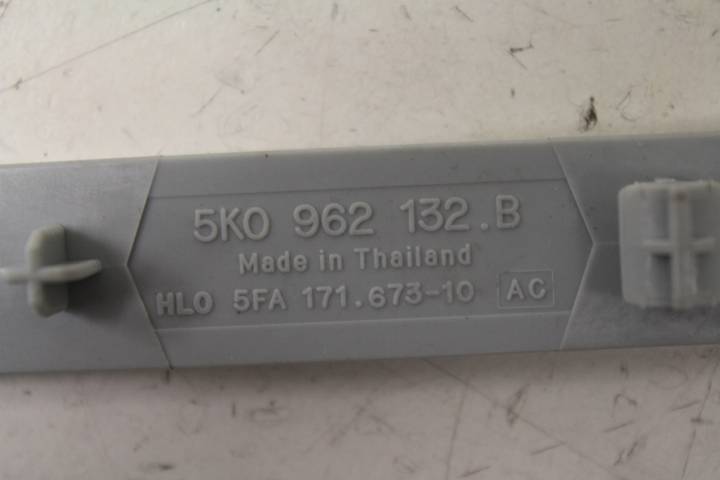 5K0 962 132.B
Made in Thailand
HLO 5FA 171.673-10 AC